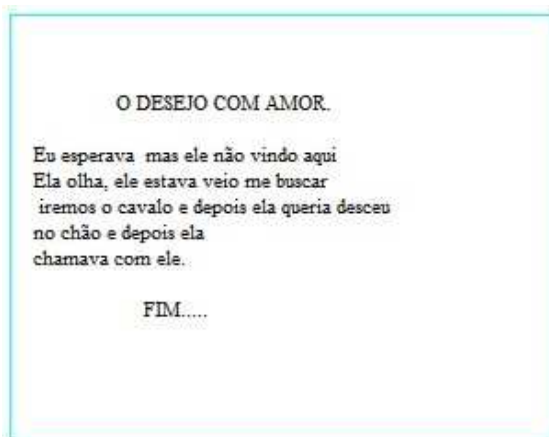 O DESEJO COM AMOR.
Eu esperava mas ele não vindo aqui
Ela olha, ele estava veio me buscar
iremos o cavalo e depois ela queria desceu
no chão e depois ela
chamava com ele.
FIM.....